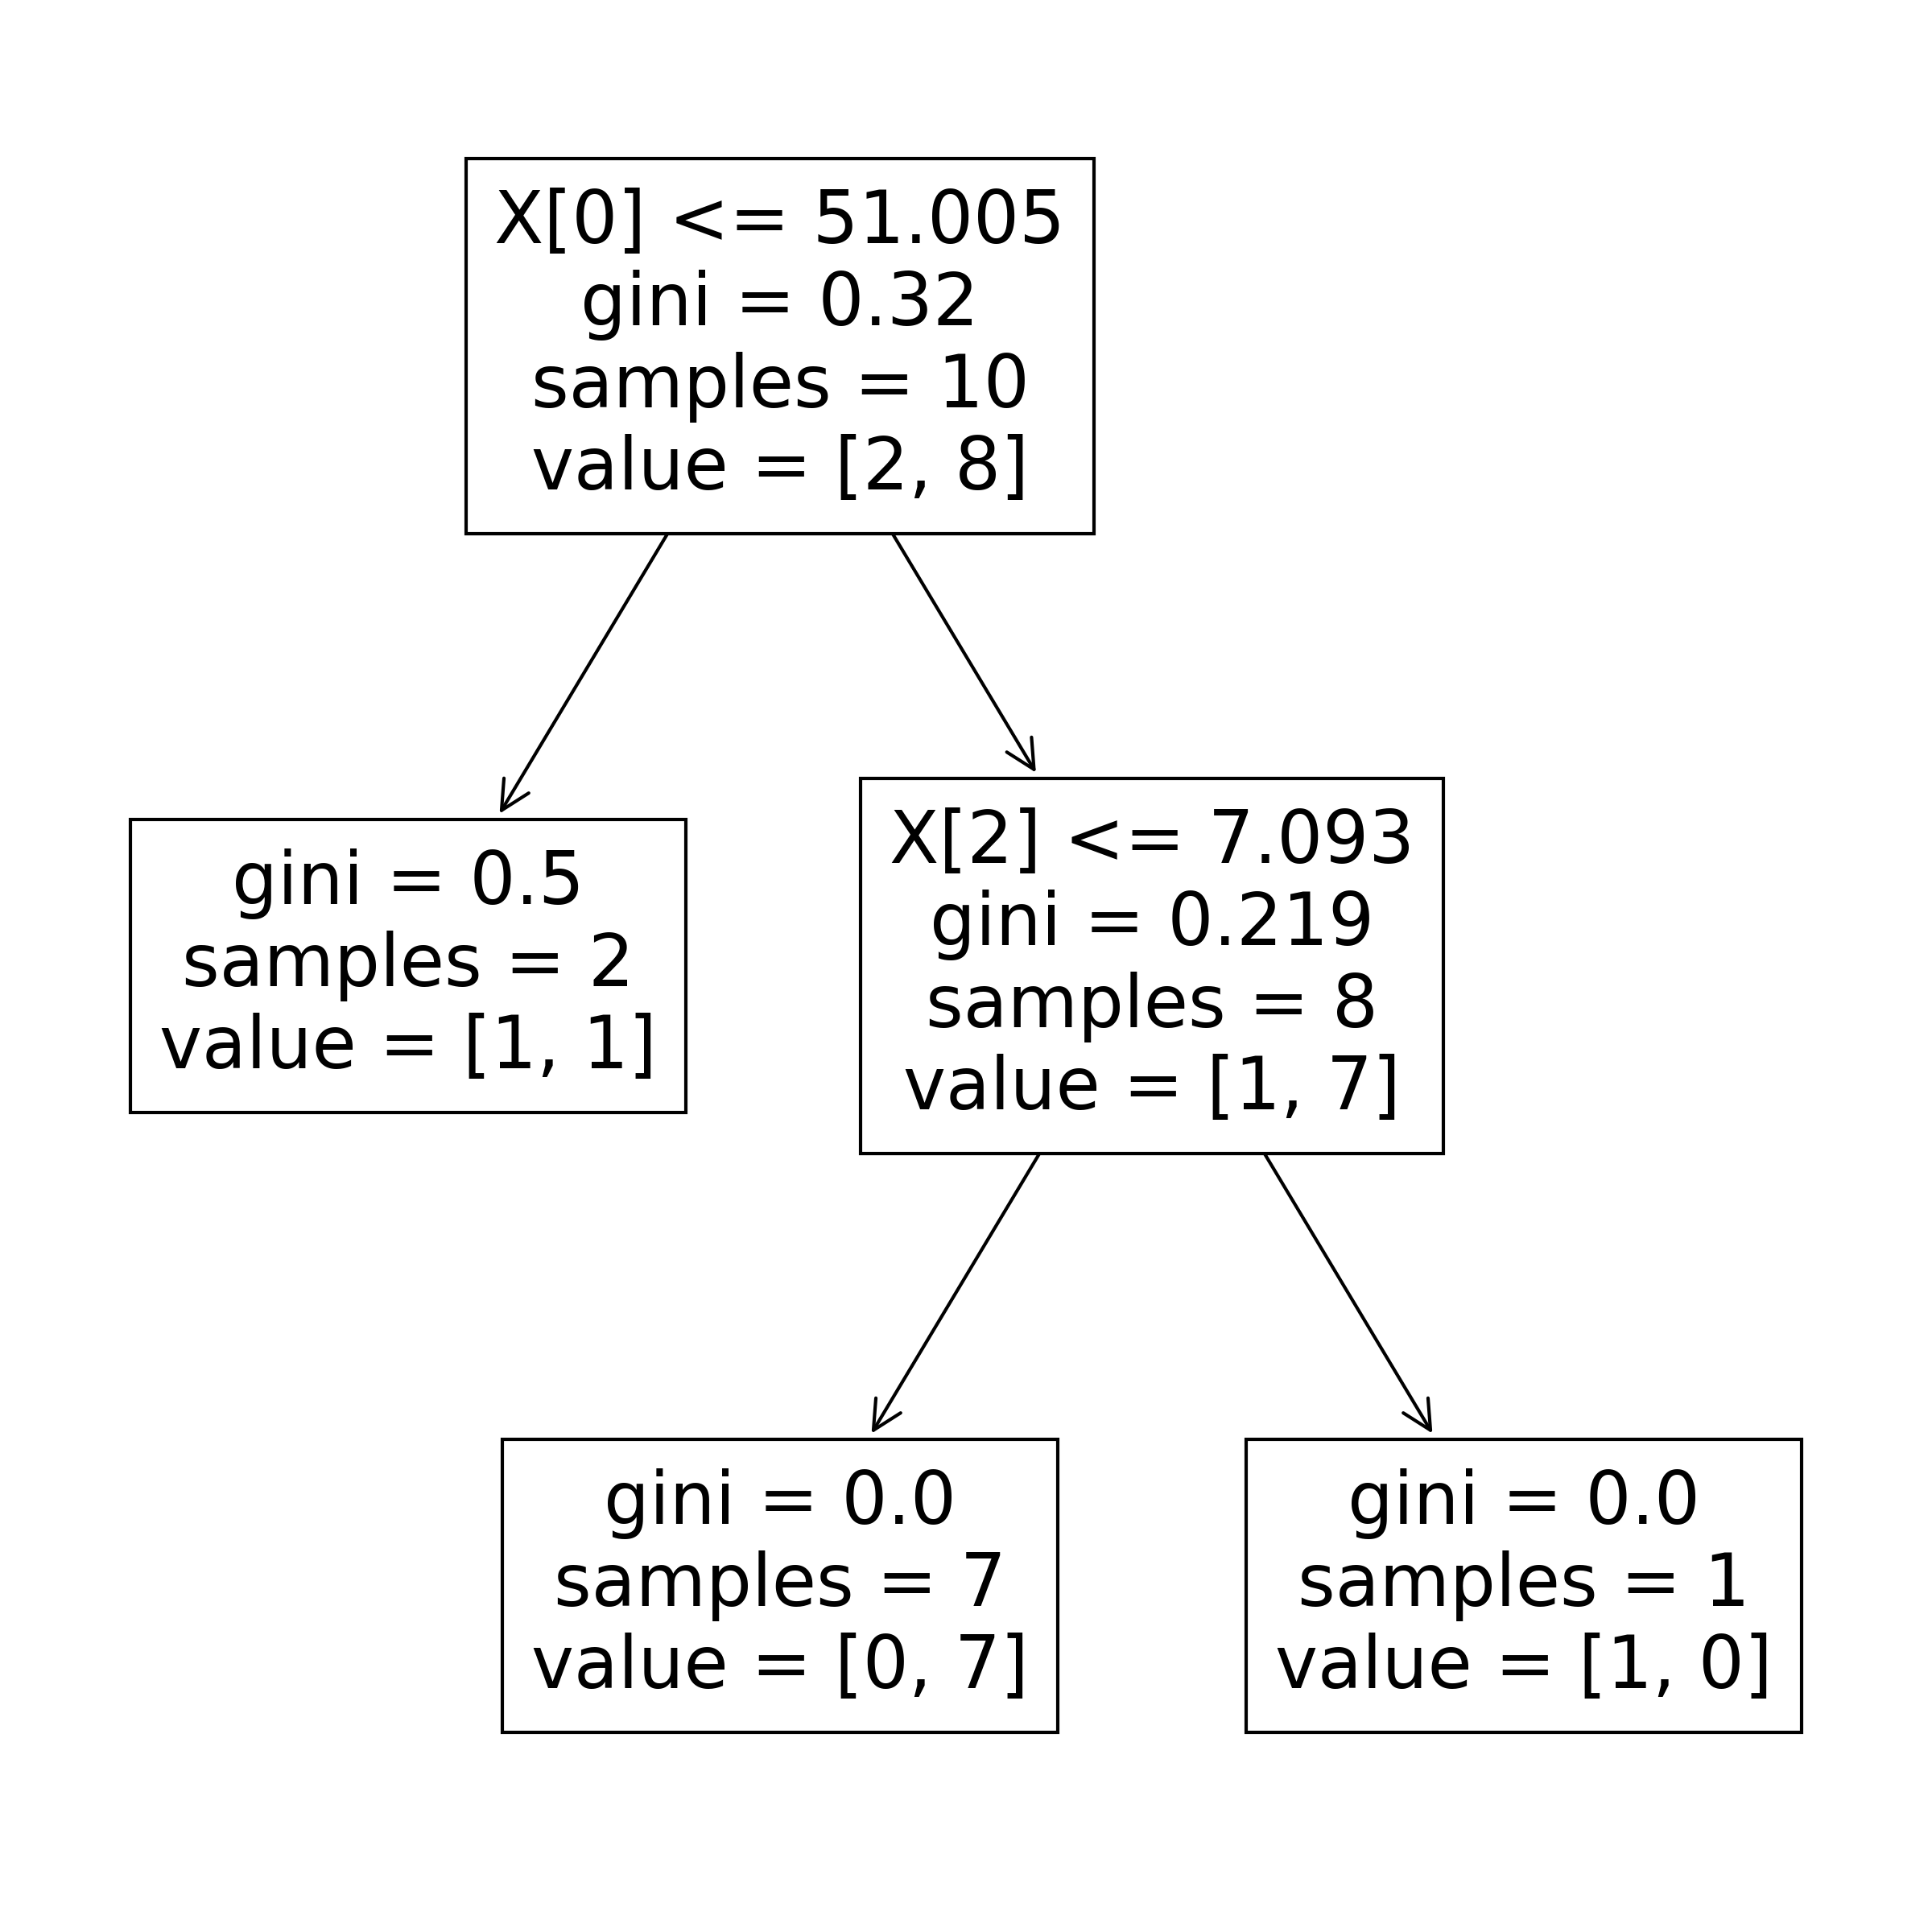 X[0] <= 51.005
gini = 0.32
samples = 10
value = [2, 8]
gini = 0.5
samples = 2
value = [1, 1]
X[2] <= 7.093
gini = 0.219
samples = 8
value = [1, 7]
gini = 0.0
samples = 7
value = [0, 7]
gini = 0.0
samples = 1
value = [1, 0]